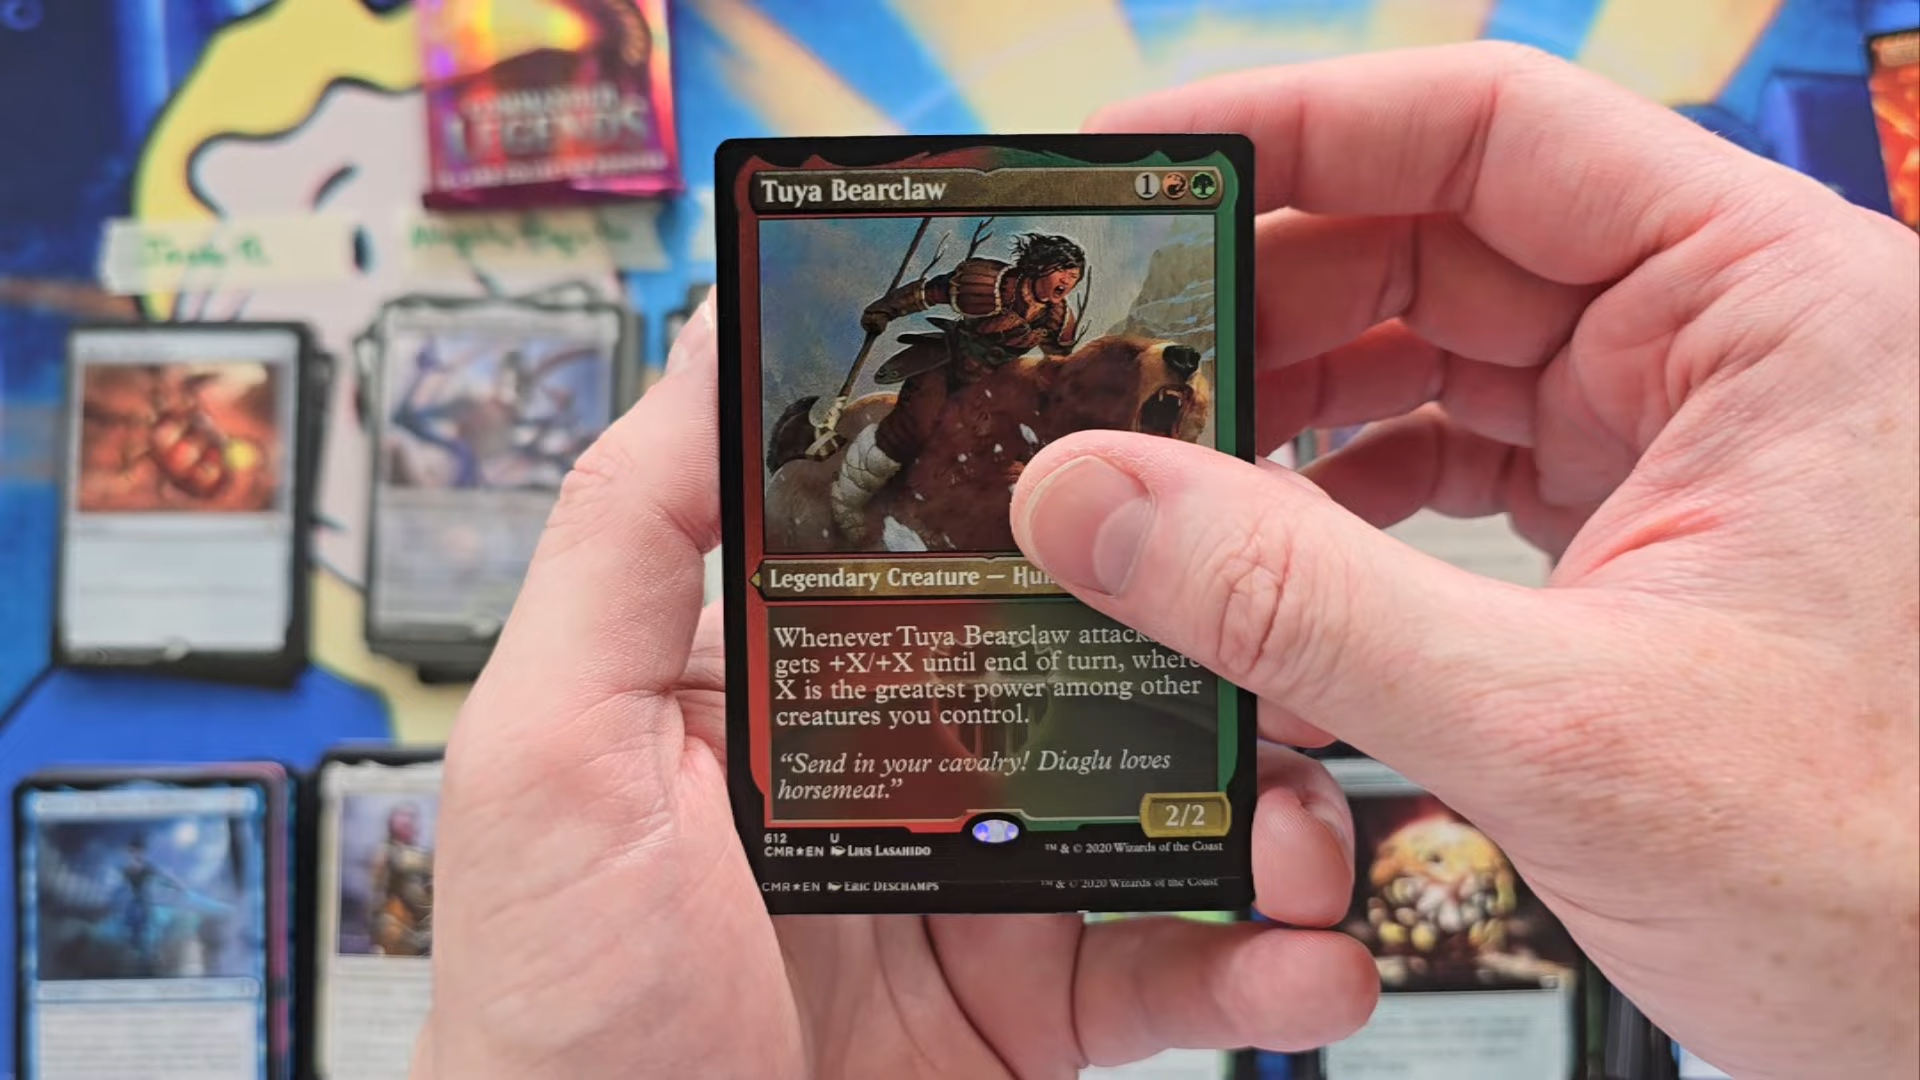 LEGENDS
Tuya Bearclaw
1
Legendary Creature — Hum
Whenever Tuya Bearclaw attack
gets +X/+X until end of turn, where
X is the greatest power among other
creatures you control.
“Send in your cavalry! Diaglu loves
horsemeat.”
2/2
612 U
CMR★EN Lius Lasahido
™ & © 2020 Wizards of the Coast
CMR★EN Eric Deschamps
™ & © 2020 Wizards of the Coast